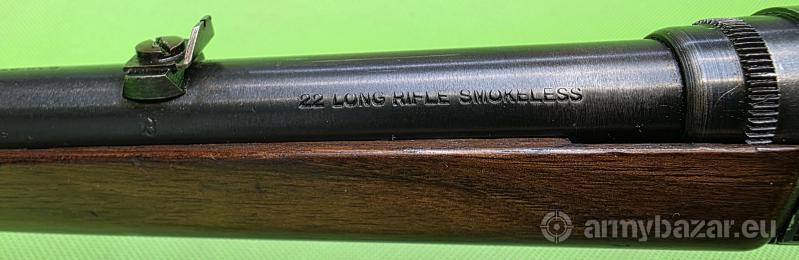 22 LONG RIFLE SMOKELESS
armybazar.eu